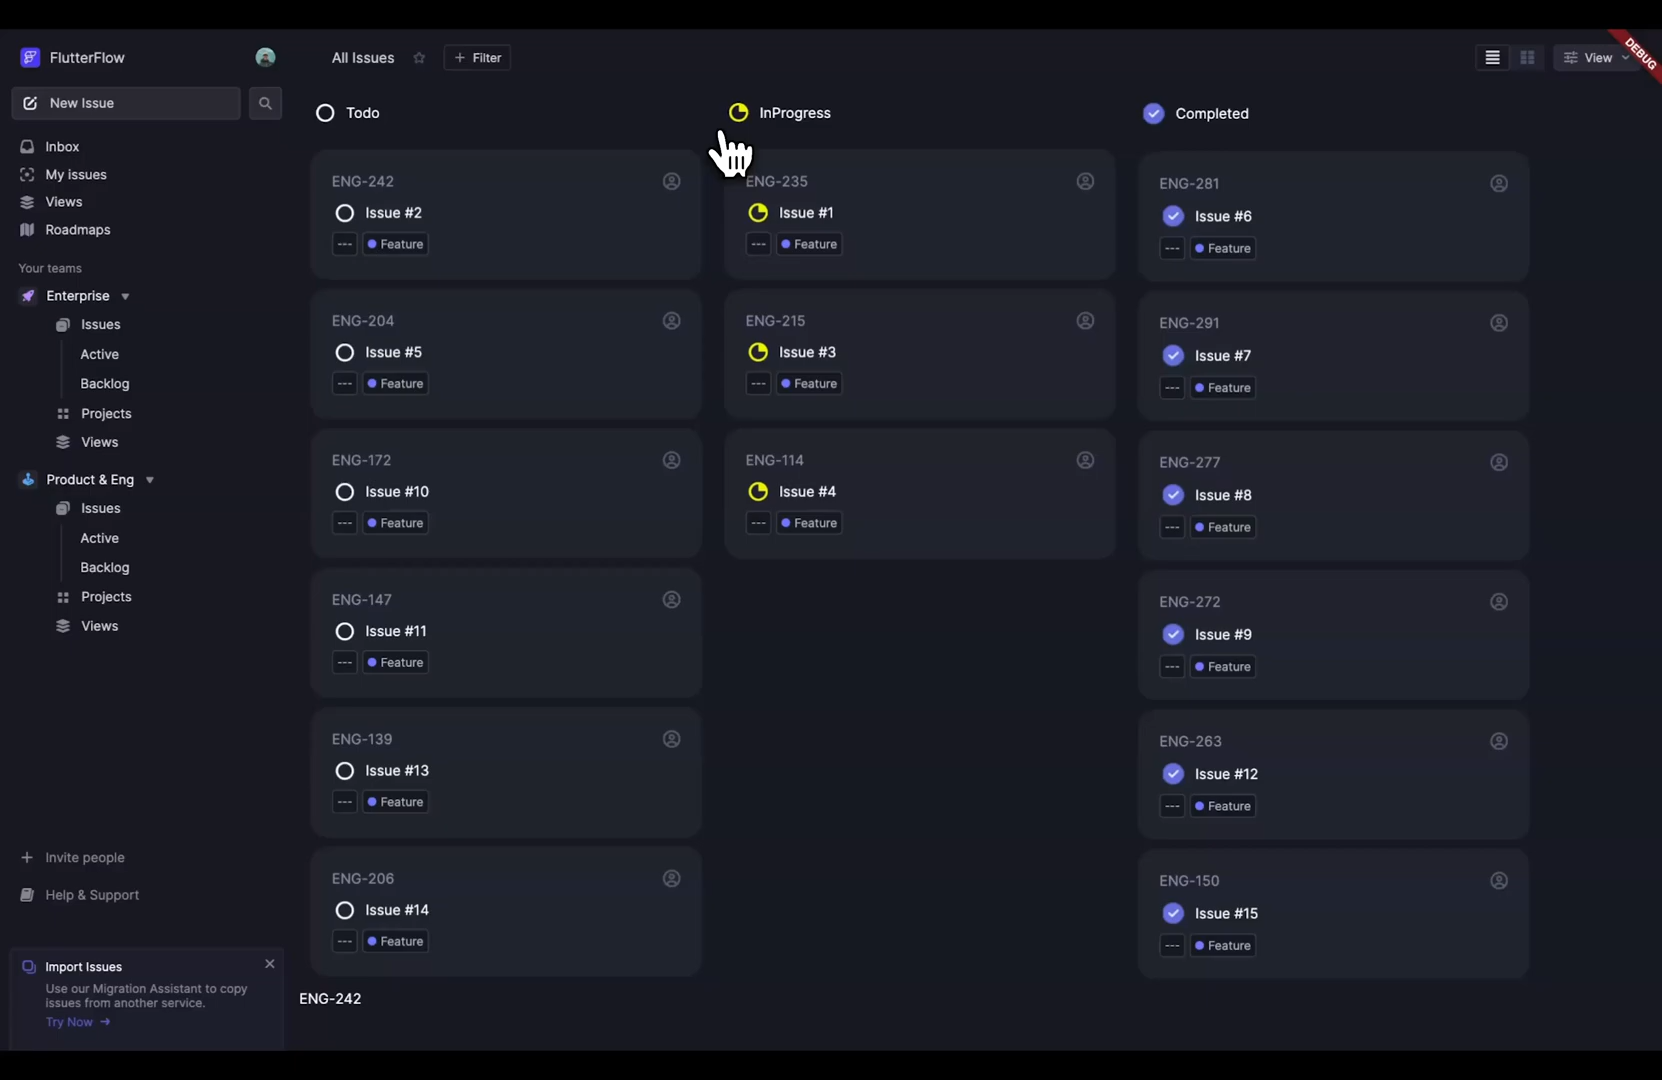 FlutterFlow
New Issue
Inbox
My issues
Views
Roadmaps
Your teams
Enterprise
Issues
Active
Backlog
Projects
Views
Product & Eng
Issues
Active
Backlog
Projects
Views
Invite people
Help & Support
Import Issues
Use our Migration Assistant to copy
issues from another service.
Try Now →
All Issues
+ Filter
View
DEBUG
Todo
ENG-242
Issue #2
--- Feature
ENG-204
Issue #5
--- Feature
ENG-172
Issue #10
--- Feature
ENG-147
Issue #11
--- Feature
ENG-139
Issue #13
--- Feature
ENG-206
Issue #14
--- Feature
ENG-242
InProgress
ENG-235
Issue #1
--- Feature
ENG-215
Issue #3
--- Feature
ENG-114
Issue #4
--- Feature
Completed
ENG-281
Issue #6
--- Feature
ENG-291
Issue #7
--- Feature
ENG-277
Issue #8
--- Feature
ENG-272
Issue #9
--- Feature
ENG-263
Issue #12
--- Feature
ENG-150
Issue #15
--- Feature